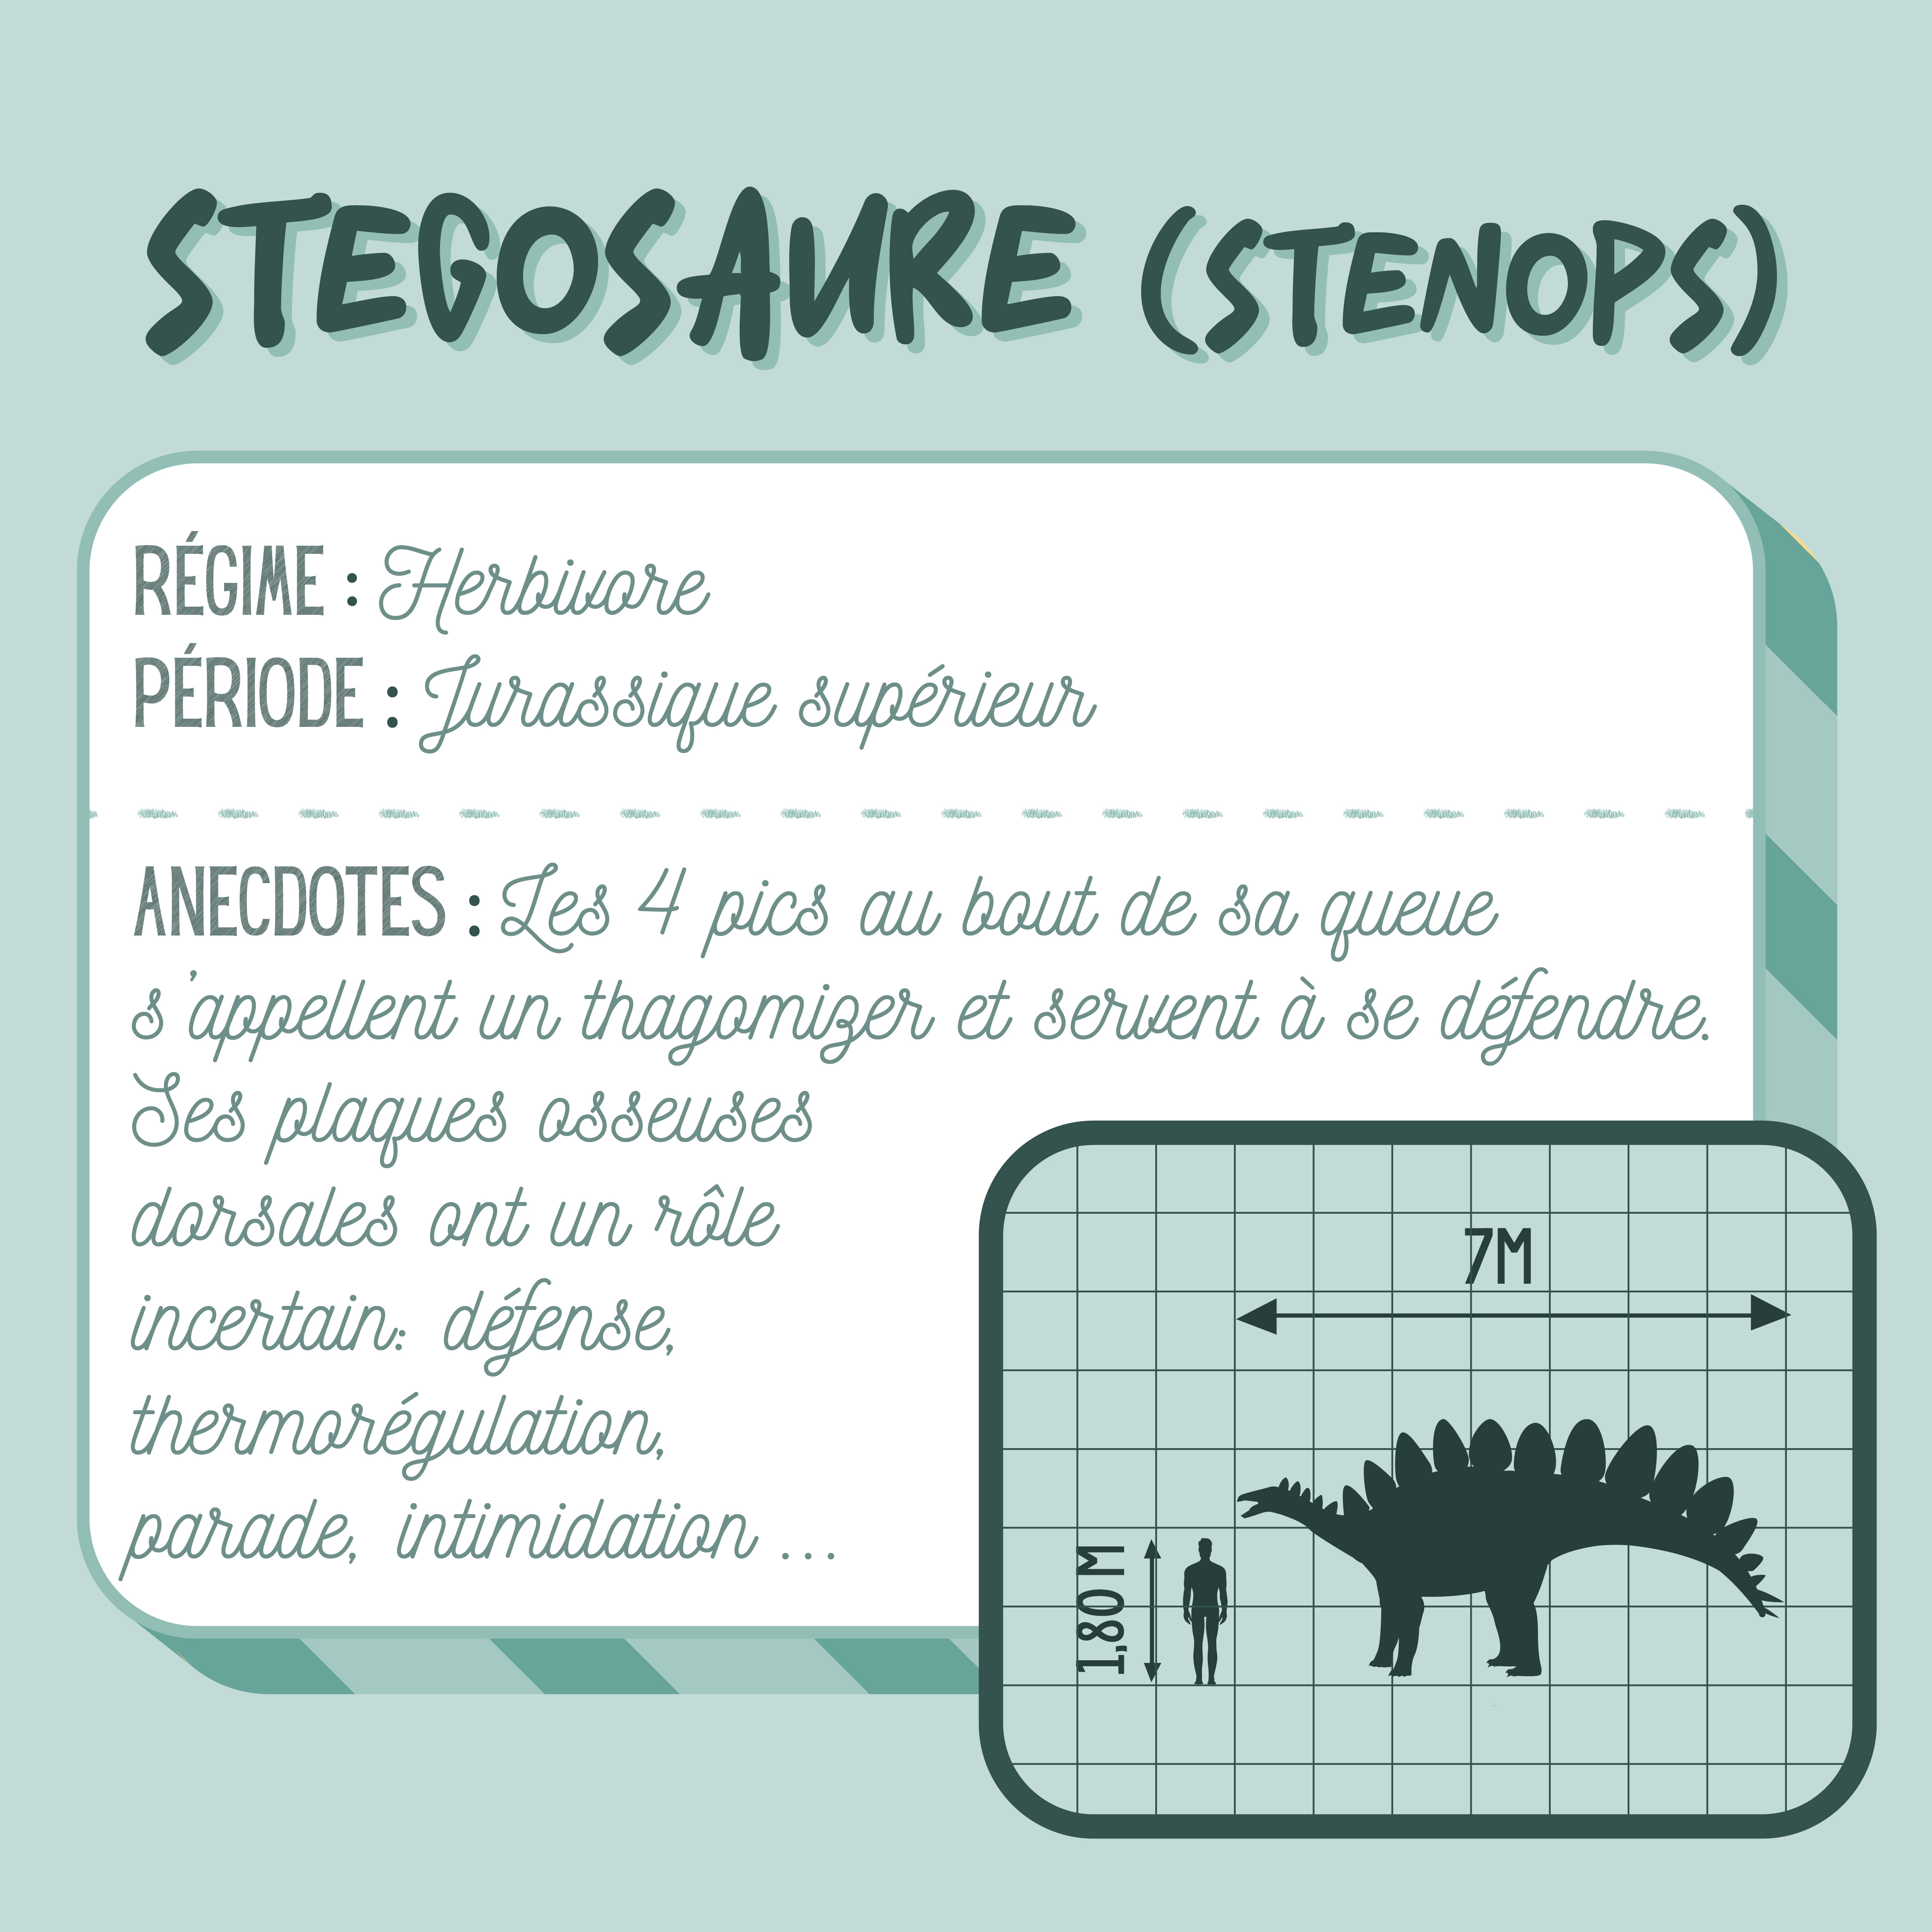 STEGOSAURE (STENOPS)
RÉGIME : Herbivore
PÉRIODE : Jurassique supérieur
ANECDOTES : Les 4 pics au bout de sa queue
s'appellent un thagomizer et servent à se défendre.
Ses plaques osseuses
dorsales ont un rôle
incertain: défense,
thermorégulation,
parade, intimidation ...
7M
1,80 M